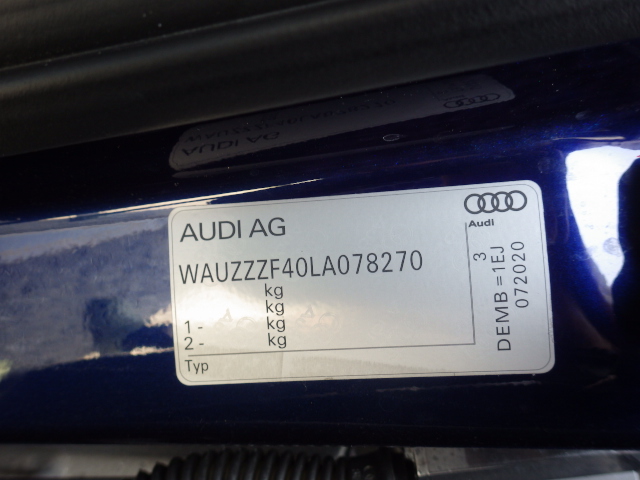 AUDI AG
Audi
WAUZZZF40LA078270
kg
kg
1 - kg
2 - kg
Typ
3
DEMB = 1EJ
072020